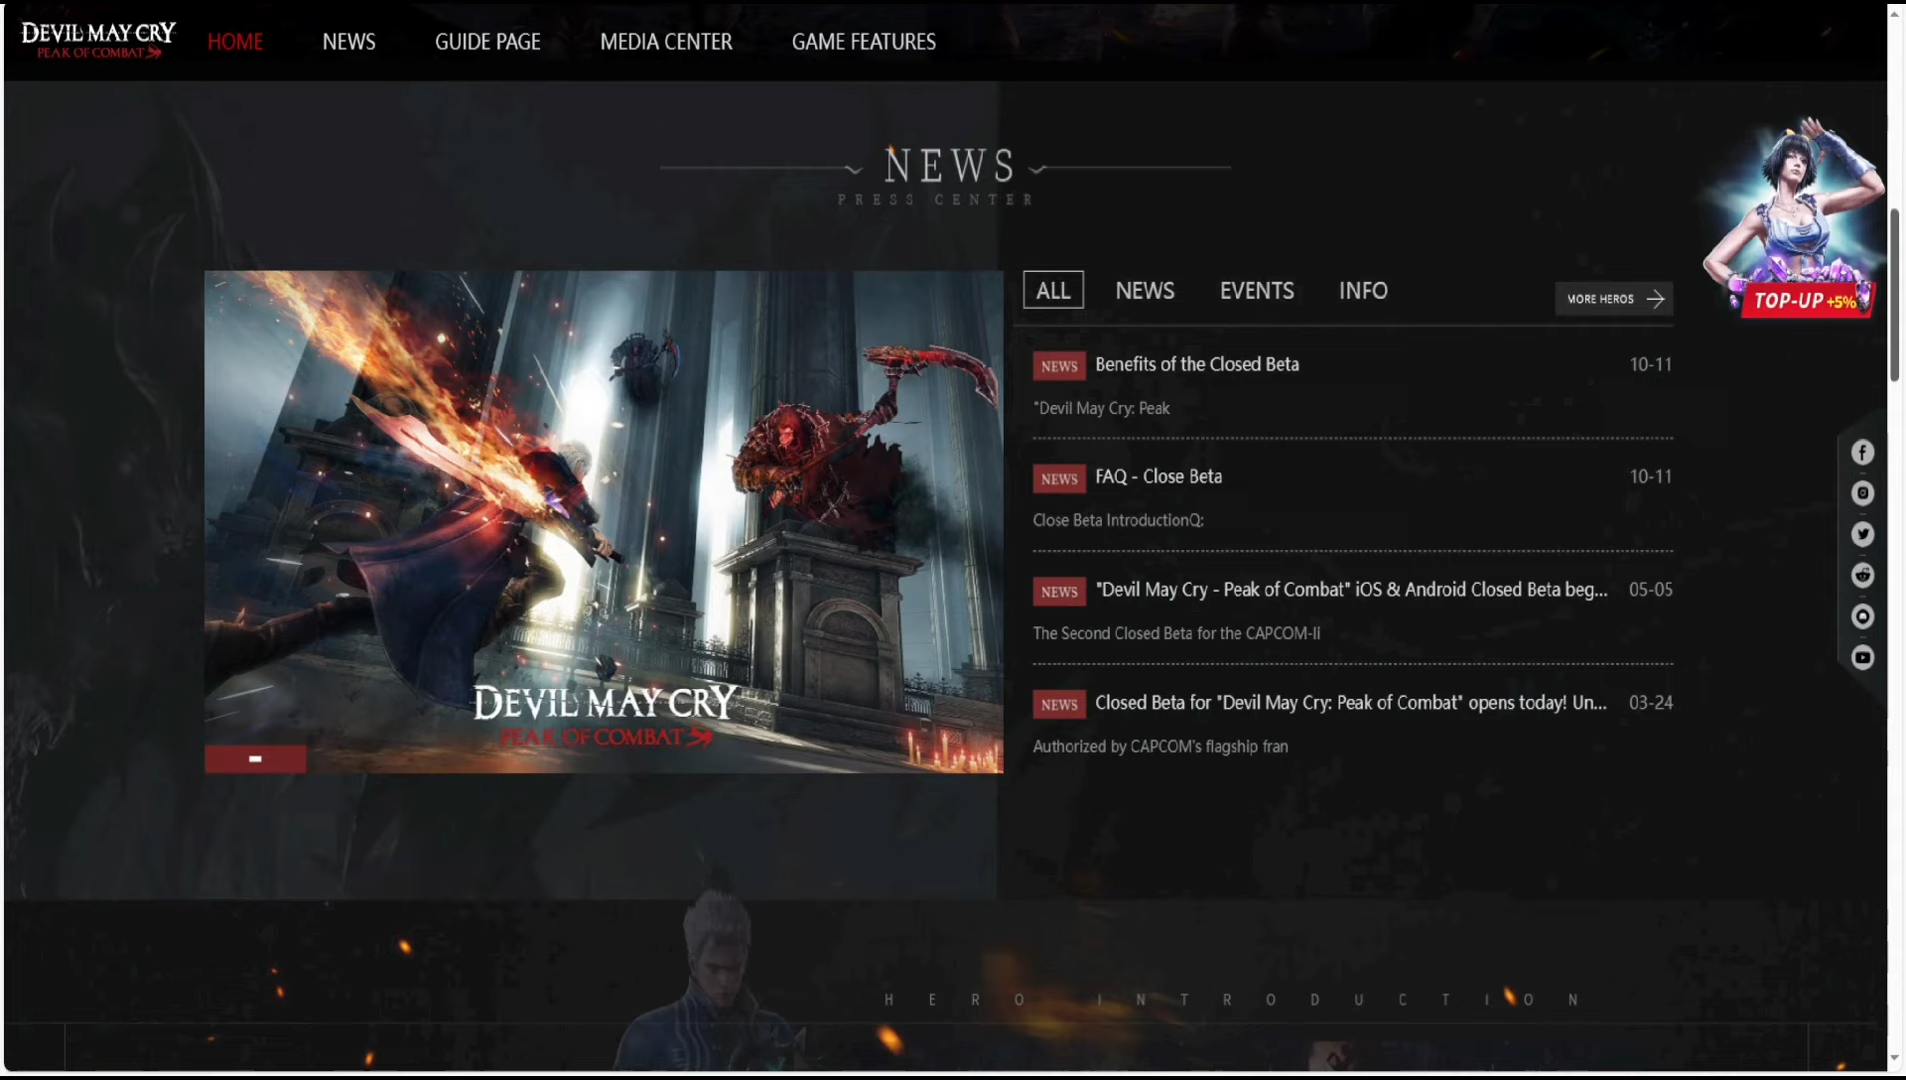 DEVIL MAY CRY
PEAK OF COMBAT
HOME NEWS GUIDE PAGE MEDIA CENTER GAME FEATURES
NEWS
PRESS CENTER
ALL NEWS EVENTS INFO
MORE HEROS
TOP-UP +5%
NEWS Benefits of the Closed Beta 10-11
"Devil May Cry: Peak
NEWS FAQ - Close Beta 10-11
Close Beta IntroductionQ:
NEWS "Devil May Cry - Peak of Combat" iOS & Android Closed Beta beg... 05-05
The Second Closed Beta for the CAPCOM-II
NEWS Closed Beta for "Devil May Cry: Peak of Combat" opens today! Un... 03-24
Authorized by CAPCOM's flagship fran
DEVIL MAY CRY
PEAK OF COMBAT
HERO INTRODUCTION